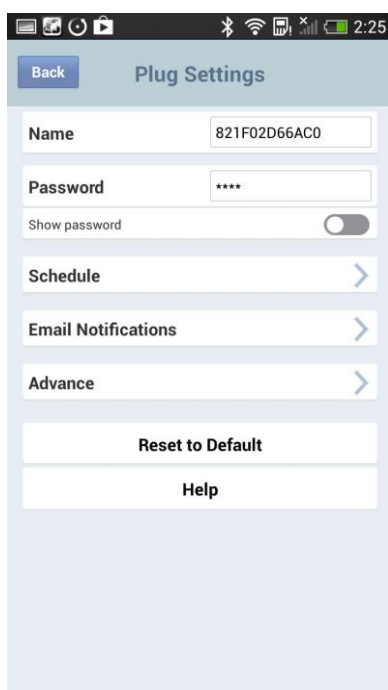 2:25
Back Plug Settings
Name 821F02D66AC0
Password ****
Show password
Schedule
Email Notifications
Advance
Reset to Default
Help